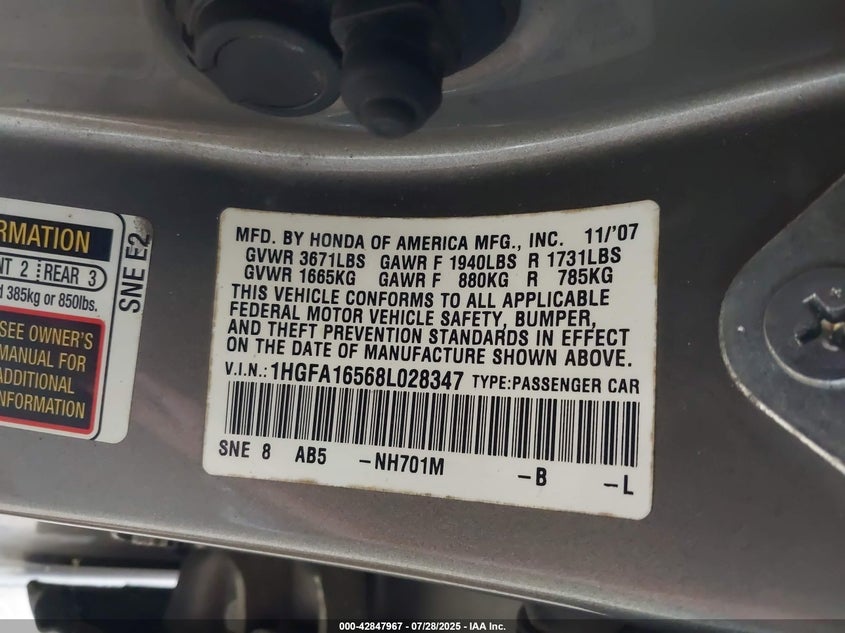 RMATION
NT 2 REAR 3
d 385kg or 850lbs.
SEE OWNER'S
MANUAL FOR
ADDITIONAL
INFORMATION
SNE E2
MFD. BY HONDA OF AMERICA MFG., INC. 11/'07
GVWR 3671LBS GAWR F 1940LBS R 1731LBS
GVWR 1665KG GAWR F 880KG R 785KG
THIS VEHICLE CONFORMS TO ALL APPLICABLE
FEDERAL MOTOR VEHICLE SAFETY, BUMPER,
AND THEFT PREVENTION STANDARDS IN EFFECT
ON THE DATE OF MANUFACTURE SHOWN ABOVE.
V.I.N.: 1HGFA16568L028347 TYPE:PASSENGER CAR
SNE 8 AB5 -NH701M -B -L
000-42847967 - 07/28/2025 - IAA Inc.